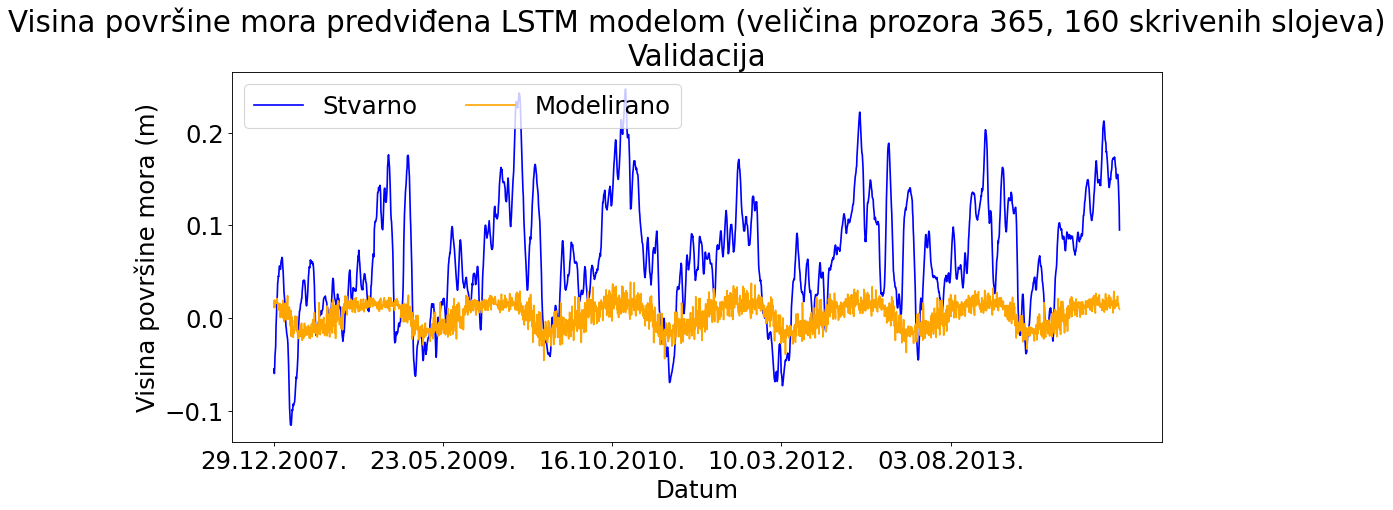 Visina površine mora predviđena LSTM modelom (veličina prozora 365, 160 skrivenih slojeva)
Validacija
Stvarno
Modelirano
Visina površine mora (m)
0.2
0.1
0.0
−0.1
29.12.2007.
23.05.2009.
16.10.2010.
10.03.2012.
03.08.2013.
Datum